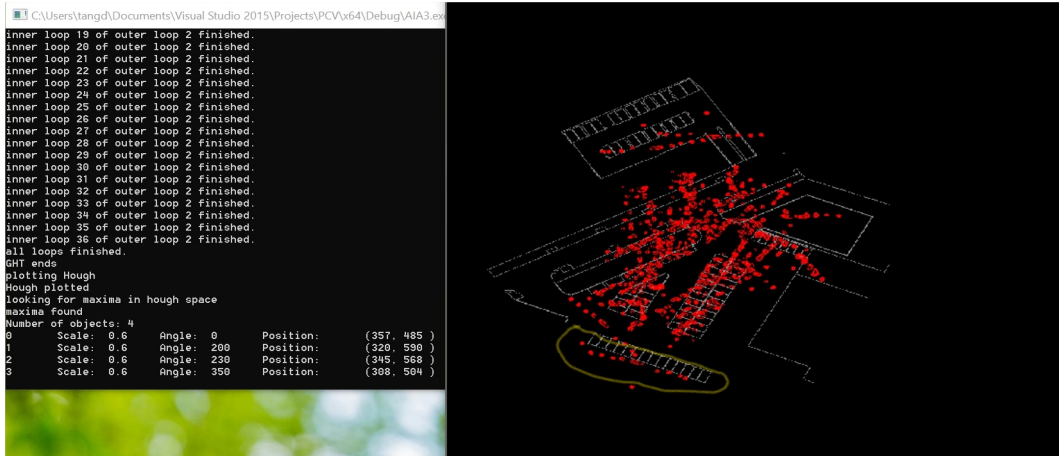 C:\Users\tangd\Documents\Visual Studio 2015\Projects\PCV\x64\Debug\AIA3.exe
inner loop 19 of outer loop 2 finished.
inner loop 20 of outer loop 2 finished.
inner loop 21 of outer loop 2 finished.
inner loop 22 of outer loop 2 finished.
inner loop 23 of outer loop 2 finished.
inner loop 24 of outer loop 2 finished.
inner loop 25 of outer loop 2 finished.
inner loop 26 of outer loop 2 finished.
inner loop 27 of outer loop 2 finished.
inner loop 28 of outer loop 2 finished.
inner loop 29 of outer loop 2 finished.
inner loop 30 of outer loop 2 finished.
inner loop 31 of outer loop 2 finished.
inner loop 32 of outer loop 2 finished.
inner loop 33 of outer loop 2 finished.
inner loop 34 of outer loop 2 finished.
inner loop 35 of outer loop 2 finished.
inner loop 36 of outer loop 2 finished.
all loops finished.
GHT ends
plotting Hough
Hough plotted
looking for maxima in hough space
maxima found
Number of objects: 4
0 Scale: 0.6 Angle: 0 Position: (357, 485 )
1 Scale: 0.6 Angle: 200 Position: (320, 590 )
2 Scale: 0.6 Angle: 230 Position: (345, 568 )
3 Scale: 0.6 Angle: 350 Position: (308, 504 )